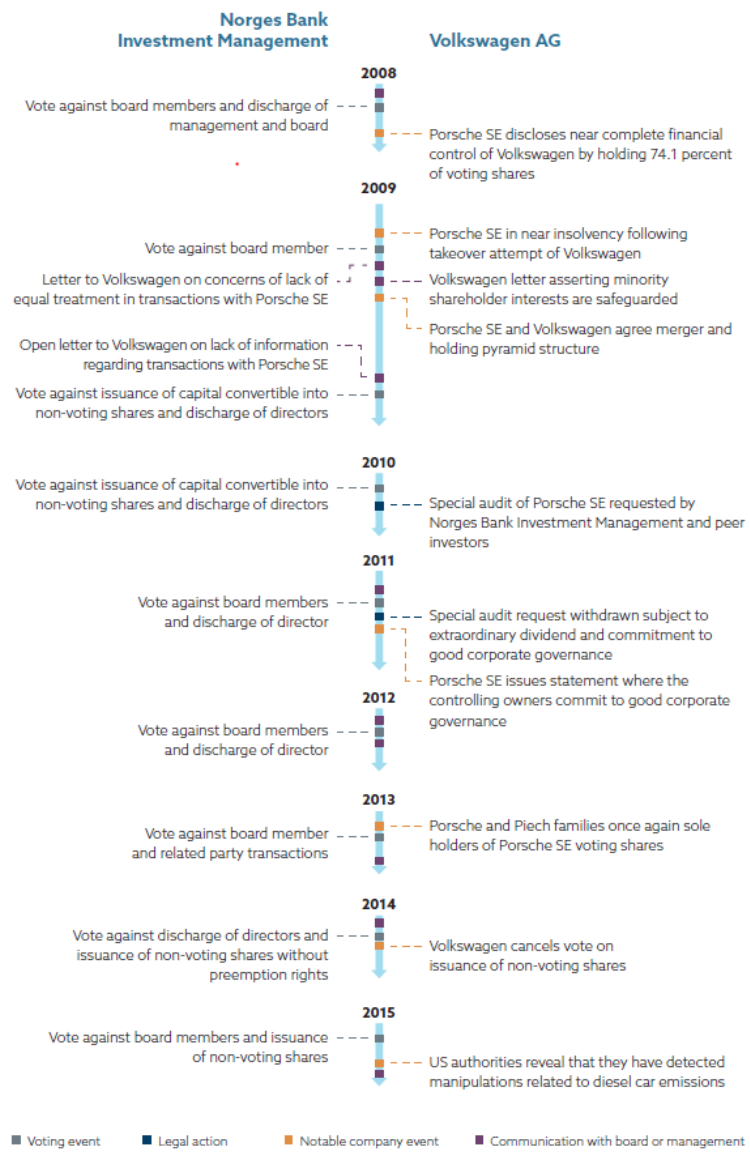 Norges Bank
Investment Management
Volkswagen AG
2008
Vote against board members and discharge of
management and board
Porsche SE discloses near complete financial
control of Volkswagen by holding 74.1 percent
of voting shares
2009
Porsche SE in near insolvency following
takeover attempt of Volkswagen
Vote against board member
Letter to Volkswagen on concerns of lack of
equal treatment in transactions with Porsche SE
Volkswagen letter asserting minority
shareholder interests are safeguarded
Porsche SE and Volkswagen agree merger and
holding pyramid structure
Open letter to Volkswagen on lack of information
regarding transactions with Porsche SE
Vote against issuance of capital convertible into
non-voting shares and discharge of directors
2010
Vote against issuance of capital convertible into
non-voting shares and discharge of directors
Special audit of Porsche SE requested by
Norges Bank Investment Management and peer
investors
2011
Vote against board members
and discharge of director
Special audit request withdrawn subject to
extraordinary dividend and commitment to
good corporate governance
Porsche SE issues statement where the
controlling owners commit to good corporate
governance
2012
Vote against board members
and discharge of director
2013
Porsche and Piech families once again sole
holders of Porsche SE voting shares
Vote against board member
and related party transactions
2014
Vote against discharge of directors and
issuance of non-voting shares without
preemption rights
Volkswagen cancels vote on
issuance of non-voting shares
2015
Vote against board members and issuance
of non-voting shares
US authorities reveal that they have detected
manipulations related to diesel car emissions
Voting event
Legal action
Notable company event
Communication with board or management